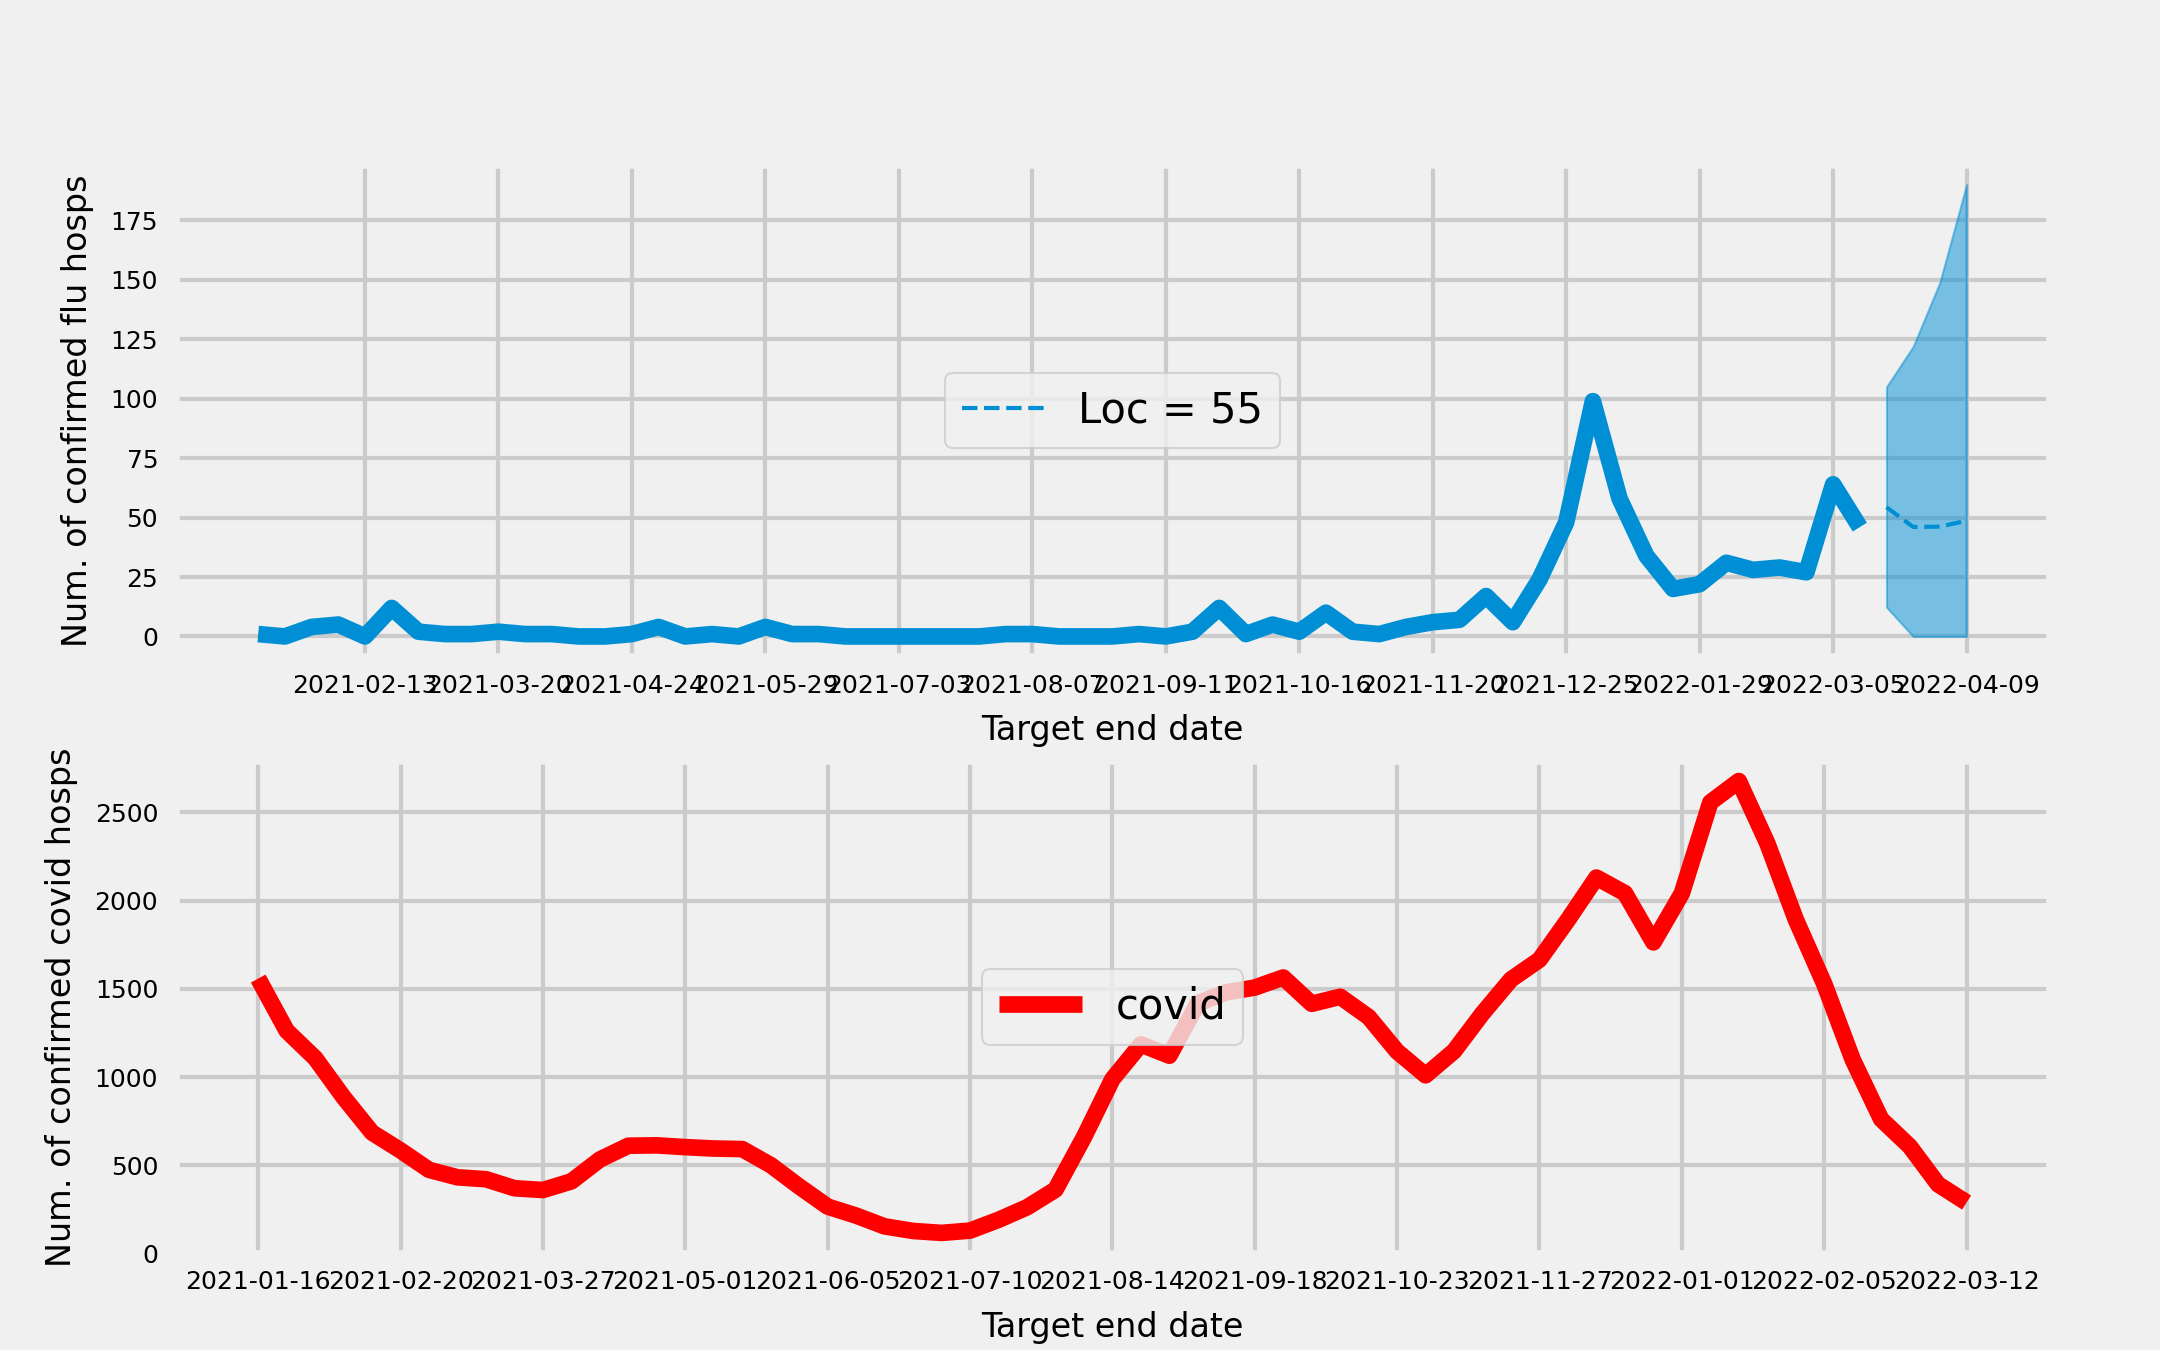 Num. of confirmed flu hosps
175
150
125
100
75
50
25
0
Loc = 55
2021-02-13 2021-03-20 2021-04-24 2021-05-29 2021-07-03 2021-08-07 2021-09-11 2021-10-16 2021-11-20 2021-12-25 2022-01-29 2022-03-05 2022-04-09
Target end date
Num. of confirmed covid hosps
2500
2000
1500
1000
500
0
covid
2021-01-16 2021-02-20 2021-03-27 2021-05-01 2021-06-05 2021-07-10 2021-08-14 2021-09-18 2021-10-23 2021-11-27 2022-01-01 2022-02-05 2022-03-12
Target end date